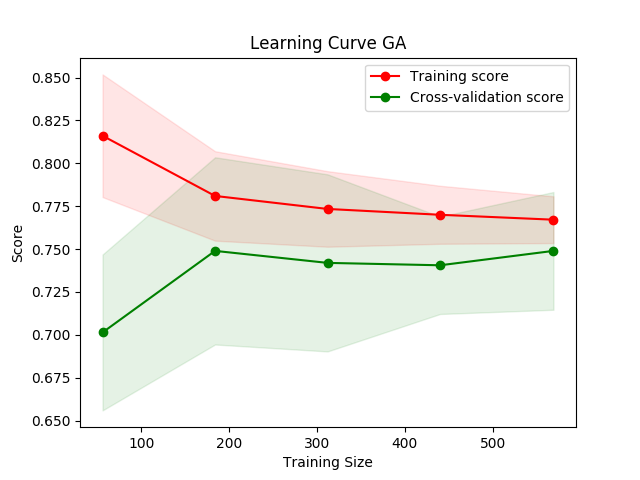 Learning Curve GA
Training score
Cross-validation score
0.850
0.825
0.800
0.775
0.750
0.725
0.700
0.675
0.650
Score
100 200 300 400 500
Training Size